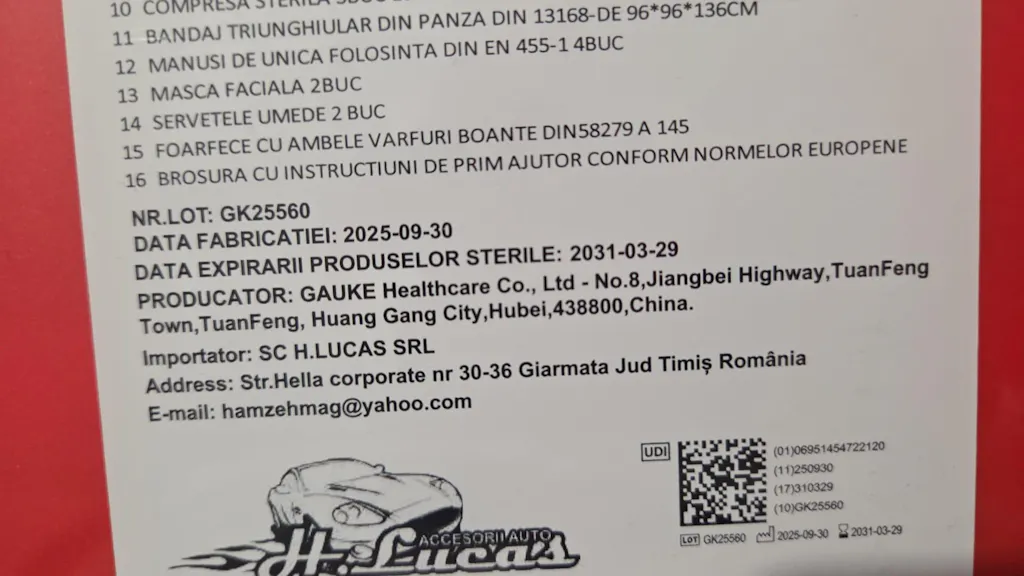 10 COMPRESA STERILA 5BUC
11 BANDAJ TRIUNGHIULAR DIN PANZA DIN 13168-DE 96*96*136CM
12 MANUSI DE UNICA FOLOSINTA DIN EN 455-1 4BUC
13 MASCA FACIALA 2BUC
14 SERVETELE UMEDE 2 BUC
15 FOARFECE CU AMBELE VARFURI BOANTE DIN58279 A 145
16 BROSURA CU INSTRUCTIUNI DE PRIM AJUTOR CONFORM NORMELOR EUROPENE
NR.LOT: GK25560
DATA FABRICATIEI: 2025-09-30
DATA EXPIRARII PRODUSELOR STERILE: 2031-03-29
PRODUCATOR: GAUKE Healthcare Co., Ltd - No.8,Jiangbei Highway,TuanFeng
Town,TuanFeng, Huang Gang City,Hubei,438800,China.
Importator: SC H.LUCAS SRL
Address: Str.Hella corporate nr 30-36 Giarmata Jud Timiș România
E-mail: hamzehmag@yahoo.com
UDI
(01)06951454722120
(11)250930
(17)310329
(10)GK25560
LOT GK25560 2025-09-30 2031-03-29
ACCESORII AUTO
H.Lucas